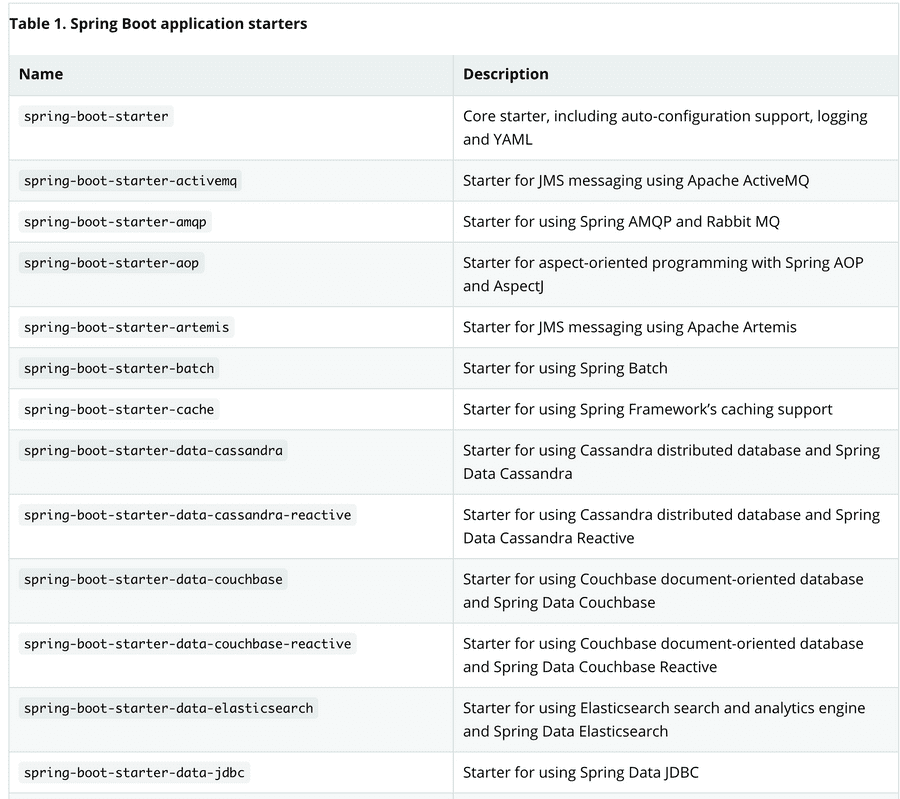 Table 1. Spring Boot application starters
Name Description
spring-boot-starter Core starter, including auto-configuration support, logging
and YAML
spring-boot-starter-activemq Starter for JMS messaging using Apache ActiveMQ
spring-boot-starter-amqp Starter for using Spring AMQP and Rabbit MQ
spring-boot-starter-aop Starter for aspect-oriented programming with Spring AOP
and AspectJ
spring-boot-starter-artemis Starter for JMS messaging using Apache Artemis
spring-boot-starter-batch Starter for using Spring Batch
spring-boot-starter-cache Starter for using Spring Framework’s caching support
spring-boot-starter-data-cassandra Starter for using Cassandra distributed database and Spring
Data Cassandra
spring-boot-starter-data-cassandra-reactive Starter for using Cassandra distributed database and Spring
Data Cassandra Reactive
spring-boot-starter-data-couchbase Starter for using Couchbase document-oriented database
and Spring Data Couchbase
spring-boot-starter-data-couchbase-reactive Starter for using Couchbase document-oriented database
and Spring Data Couchbase Reactive
spring-boot-starter-data-elasticsearch Starter for using Elasticsearch search and analytics engine
and Spring Data Elasticsearch
spring-boot-starter-data-jdbc Starter for using Spring Data JDBC